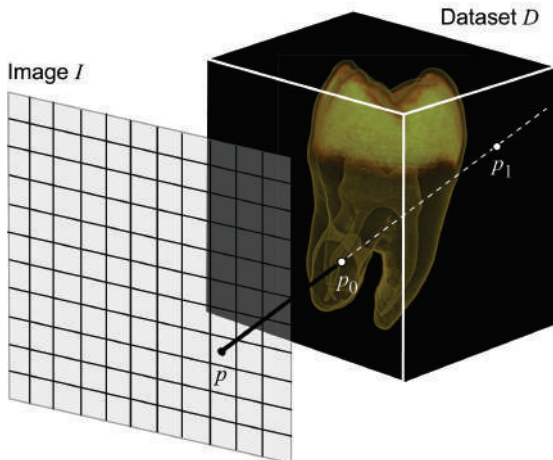 Dataset D
Image I
p₁
p₀
p